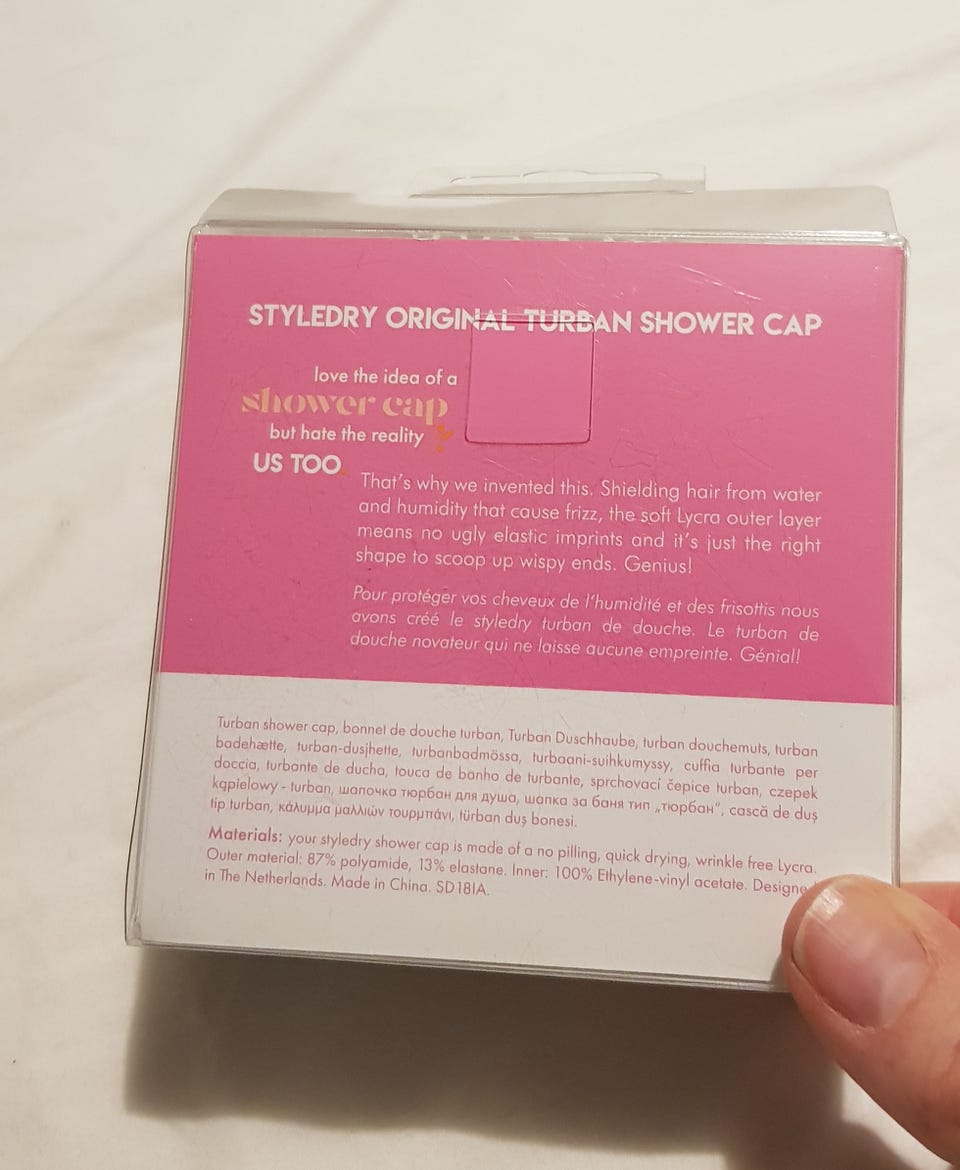 STYLEDRY ORIGINAL TURBAN SHOWER CAP
love the idea of a
shower cap
but hate the reality
US TOO.
That's why we invented this. Shielding hair from water
and humidity that cause frizz, the soft Lycra outer layer
means no ugly elastic imprints and it's just the right
shape to scoop up wispy ends. Genius!
Pour protéger vos cheveux de l'humidité et des frisottis nous
avons créé le styledry turban de douche. Le turban de
douche novateur qui ne laisse aucune empreinte. Génial!
Turban shower cap, bonnet de douche turban, Turban Duschhaube, turban douchemuts, turban
badehætte, turban-dusjhette, turbanbadmössa, turbaani-suihkumyssy, cuffia turbante per
doccia, turbante de ducha, touca de banho de turbante, sprchovací čepice turban, czepek
kąpielowy - turban, шапочка тюрбан для душа, шапка за баня тип „тюрбан“, cască de duș
tip turban, κάλυμμα μαλλιών τουρμπάνι, türban duş bonesi.
Materials: your styledry shower cap is made of a no pilling, quick drying, wrinkle free Lycra.
Outer material: 87% polyamide, 13% elastane. Inner: 100% Ethylene-vinyl acetate. Designe
in The Netherlands. Made in China. SD18IA.